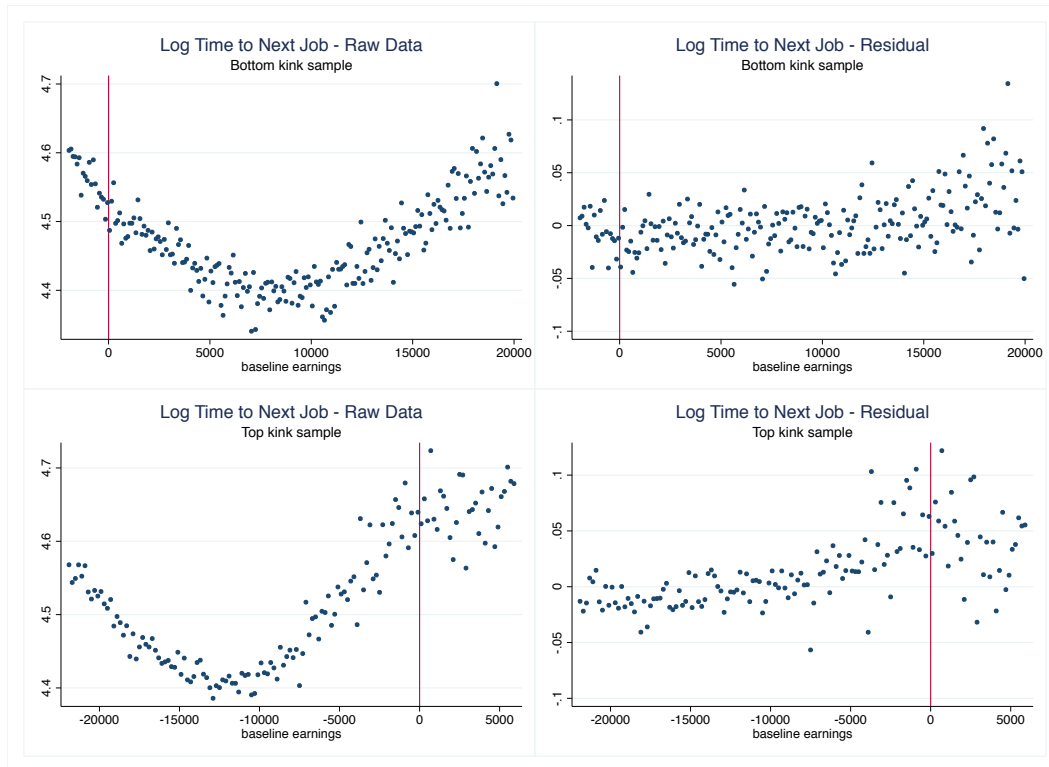 Log Time to Next Job - Raw Data
Bottom kink sample
4.7
4.6
4.5
4.4
0 5000 10000 15000 20000
baseline earnings
Log Time to Next Job - Residual
Bottom kink sample
.1
.05
0
-.05
-.1
0 5000 10000 15000 20000
baseline earnings
Log Time to Next Job - Raw Data
Top kink sample
4.7
4.6
4.5
4.4
-20000 -15000 -10000 -5000 0 5000
baseline earnings
Log Time to Next Job - Residual
Top kink sample
.1
.05
0
-.05
-.1
-20000 -15000 -10000 -5000 0 5000
baseline earnings